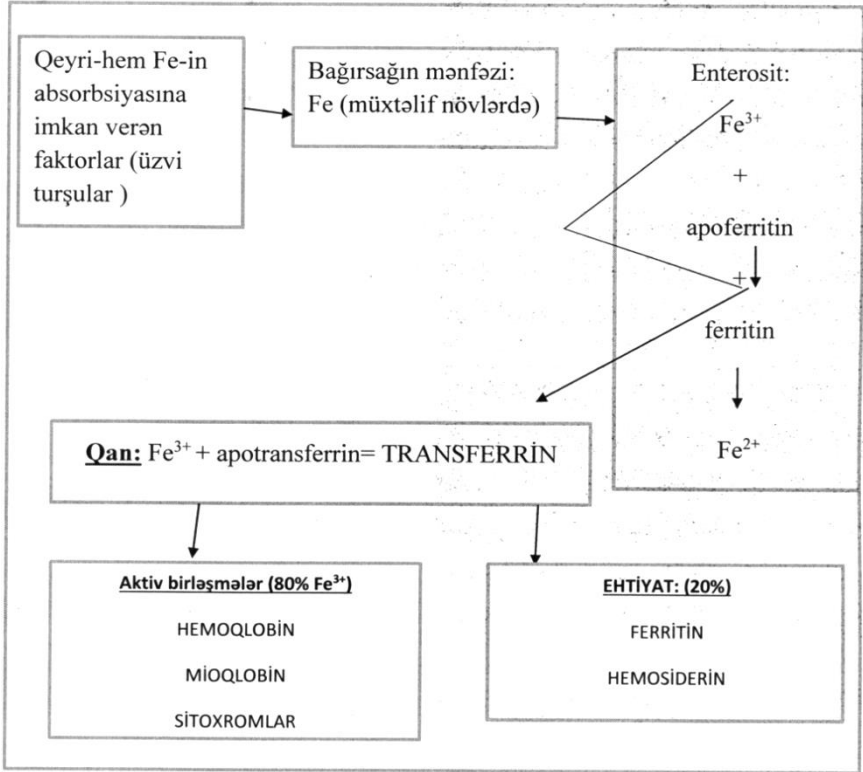 Qeyri-hem Fe-in
absorbsiyasına
imkan verən
faktorlar (üzvi
turşular )
Bağırsağın mənfəzi:
Fe (müxtəlif növlərdə)
Enterosit:
Fe³⁺
+
apoferritin
+
ferritin
Fe²⁺
Qan: Fe³⁺ + apotransferrin= TRANSFERRİN
Aktiv birləşmələr (80% Fe³⁺)
HEMOQLOBİN
MİOQLOBİN
SİTOXROMLAR
EHTİYAT: (20%)
FERRİTİN
HEMOSİDERİN